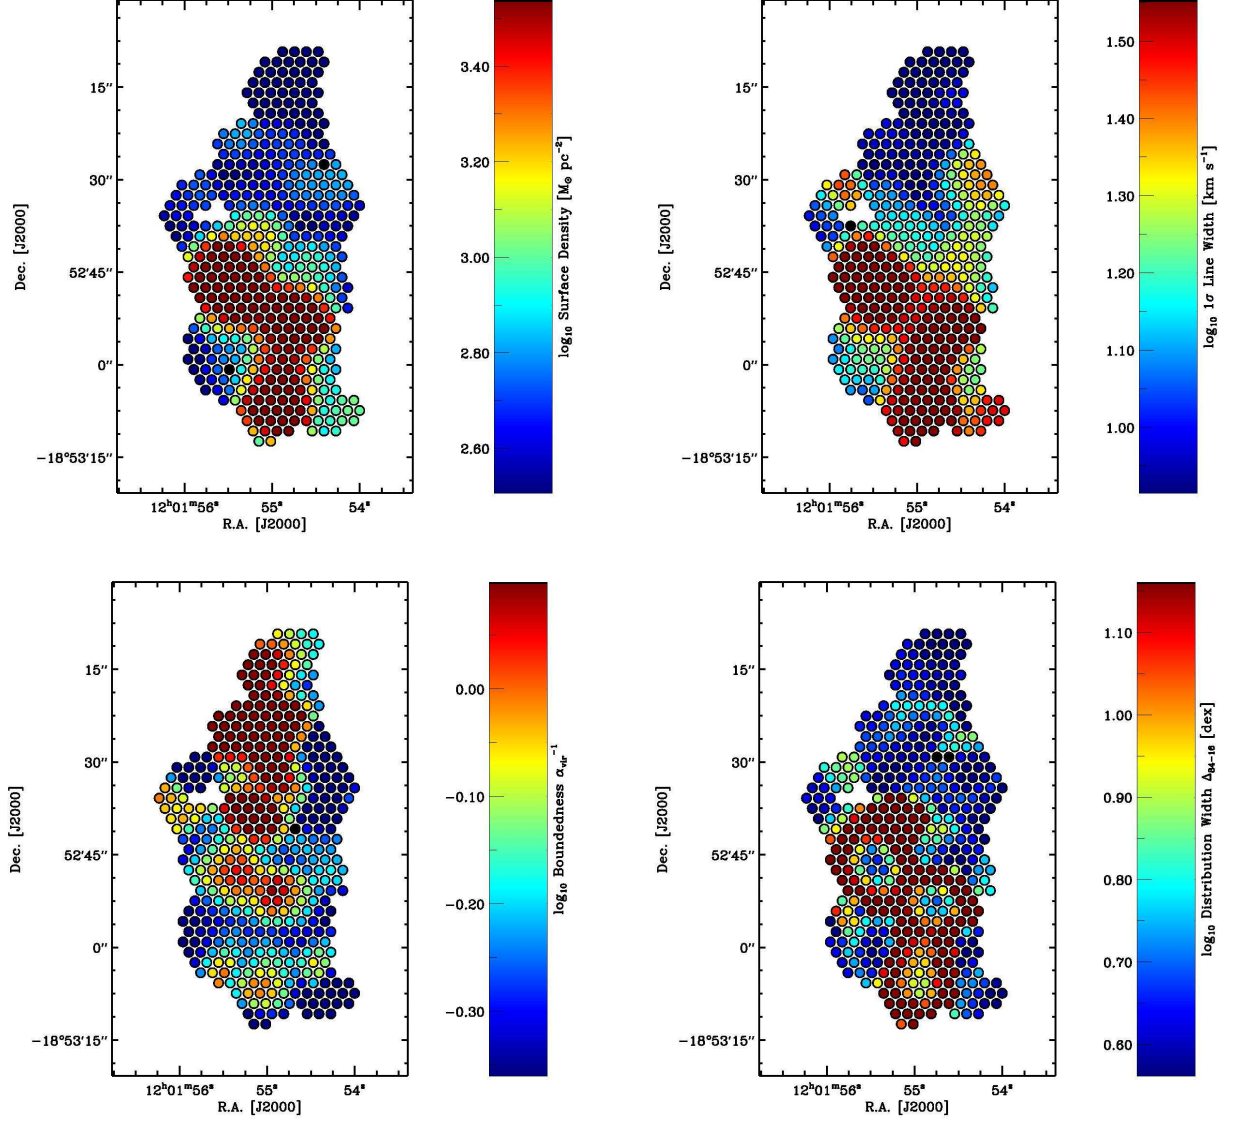 3.40
3.20
3.00
2.80
2.60
log₁₀ Surface Density [M⊙ pc⁻²]
15″
30″
52′45″
0″
−18°53′15″
Dec. [J2000]
12ʰ01ᵐ56ˢ 55ˢ 54ˢ
R.A. [J2000]
1.50
1.40
1.30
1.20
1.10
1.00
log₁₀ 1σ Line Width [km s⁻¹]
15″
30″
52′45″
0″
−18°53′15″
Dec. [J2000]
12ʰ01ᵐ56ˢ 55ˢ 54ˢ
R.A. [J2000]
0.00
−0.10
−0.20
−0.30
log₁₀ Boundedness αᵥᵢᵣ⁻¹
15″
30″
52′45″
0″
−18°53′15″
Dec. [J2000]
12ʰ01ᵐ56ˢ 55ˢ 54ˢ
R.A. [J2000]
1.10
1.00
0.90
0.80
0.70
0.60
log₁₀ Distribution Width Δ₈₄₋₁₆ [dex]
15″
30″
52′45″
0″
−18°53′15″
Dec. [J2000]
12ʰ01ᵐ56ˢ 55ˢ 54ˢ
R.A. [J2000]